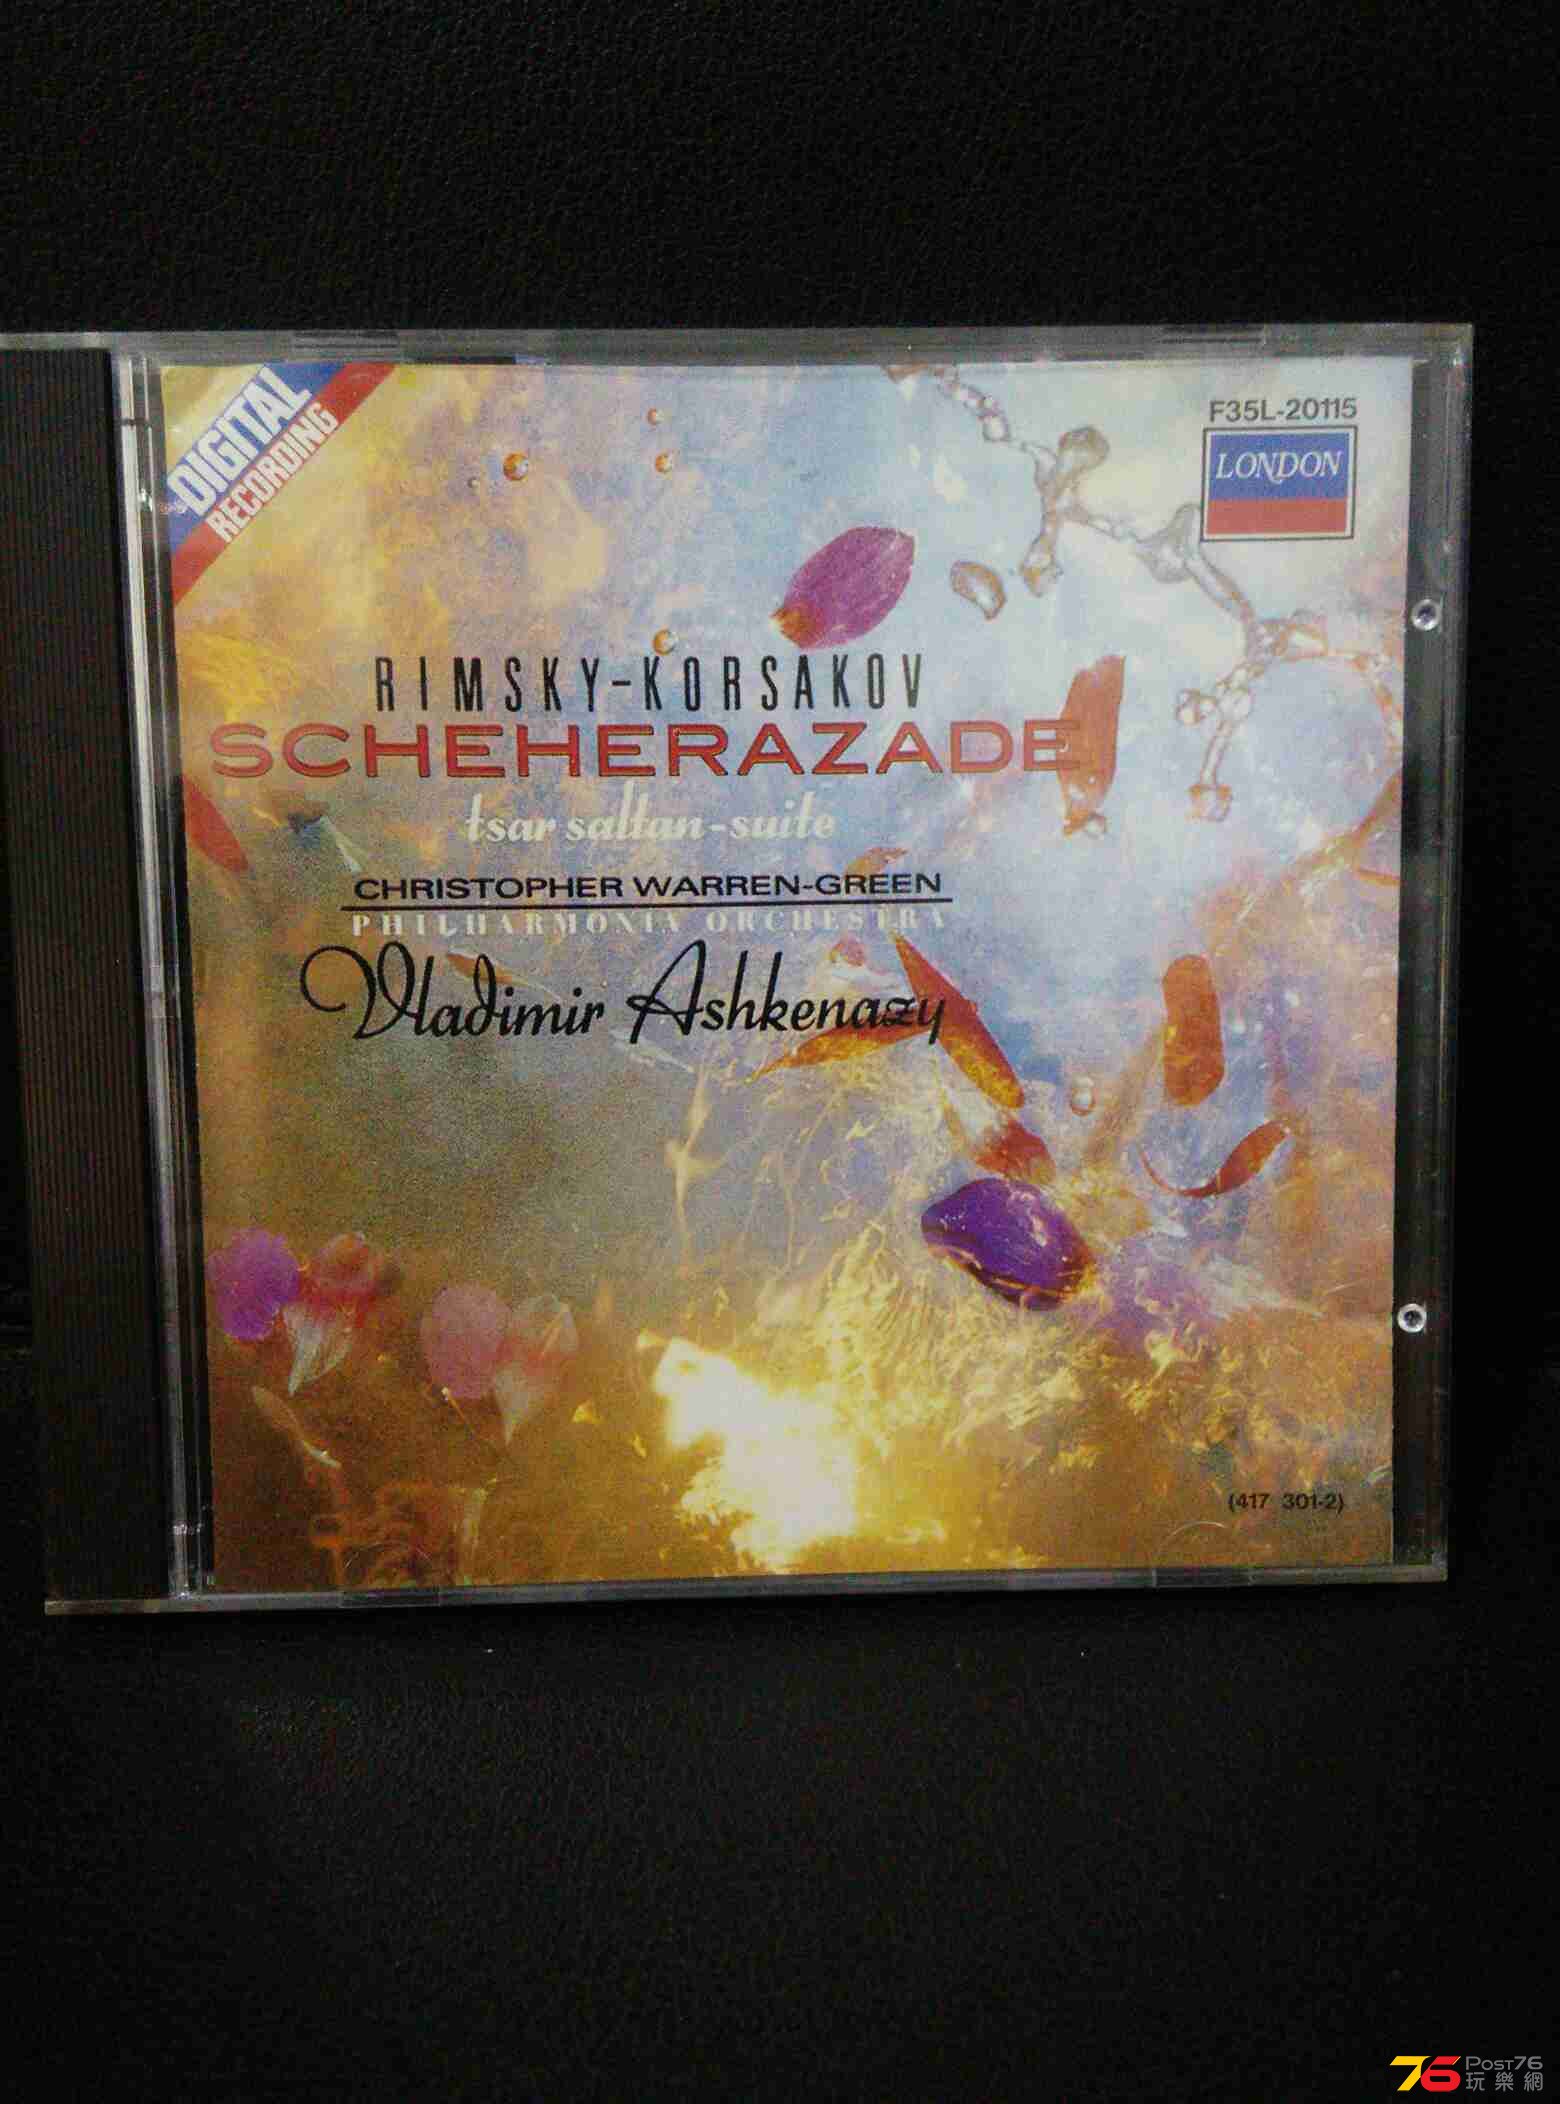 DIGITAL
RECORDING
F35L-20115
LONDON
RIMSKY-KORSAKOV
SCHEHERAZADE
tsar saltan-suite
CHRISTOPHER WARREN-GREEN
PHILHARMONIA ORCHESTRA
Vladimir Ashkenazy
(417 301-2)
76 POST76
玩樂網